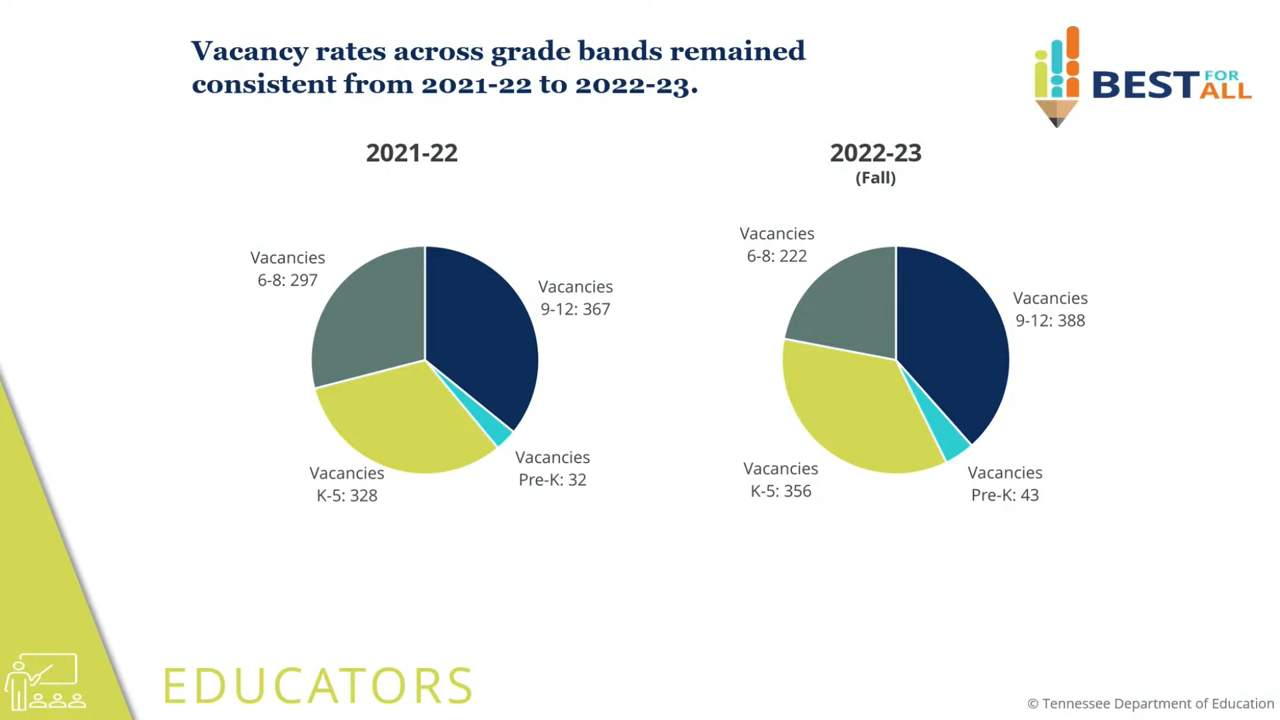 Vacancy rates across grade bands remained
consistent from 2021-22 to 2022-23.
BEST FOR ALL
2021-22
Vacancies
6-8: 297
Vacancies
9-12: 367
Vacancies
Pre-K: 32
Vacancies
K-5: 328
2022-23
(Fall)
Vacancies
6-8: 222
Vacancies
9-12: 388
Vacancies
K-5: 356
Vacancies
Pre-K: 43
EDUCATORS
© Tennessee Department of Education